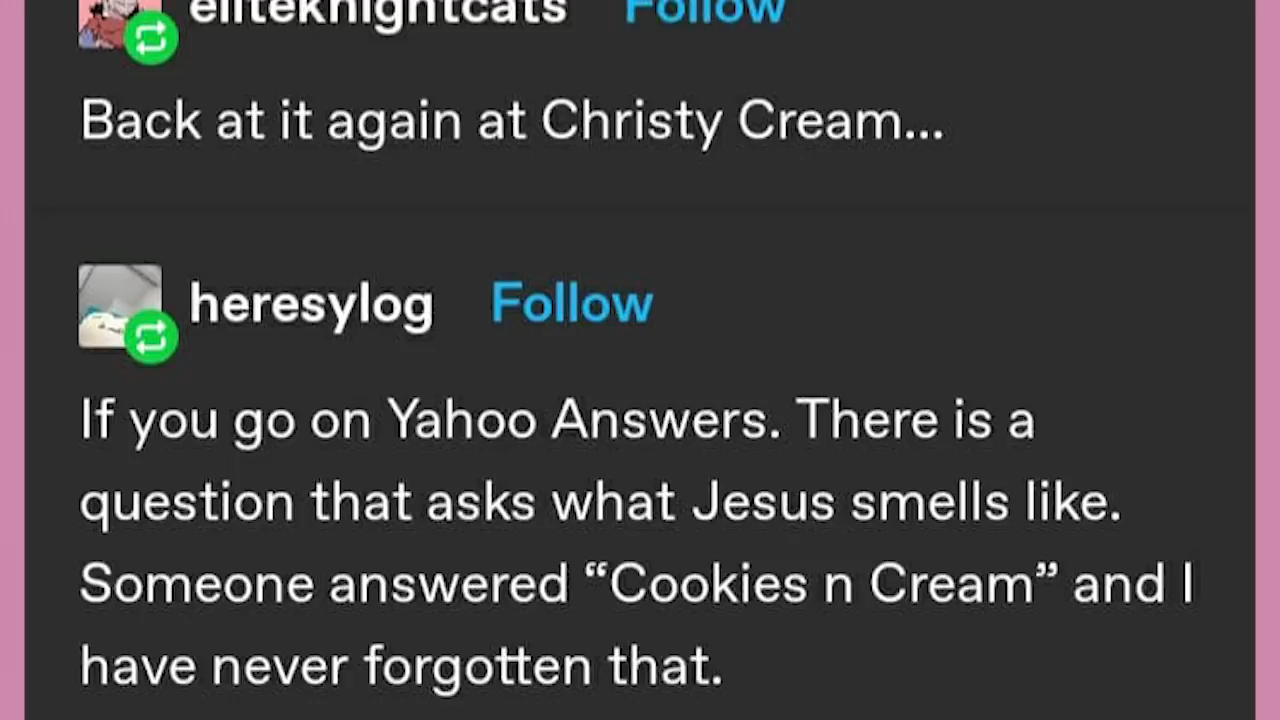 eliteknightcats Follow
Back at it again at Christy Cream...
heresylog Follow
If you go on Yahoo Answers. There is a
question that asks what Jesus smells like.
Someone answered “Cookies n Cream” and I
have never forgotten that.